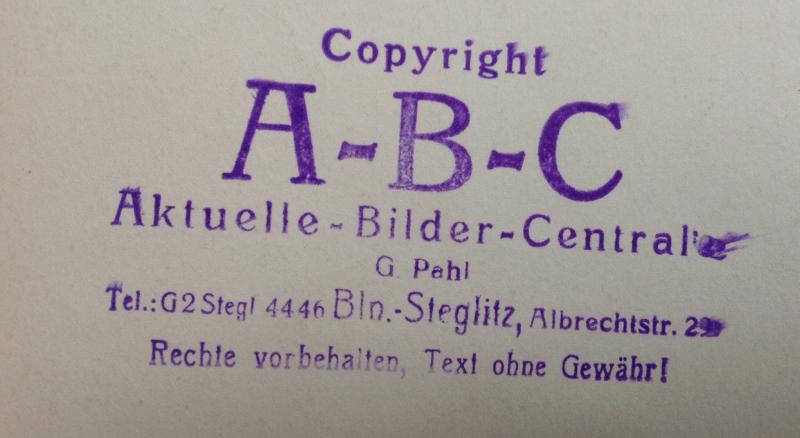 Copyright
A-B-C
Aktuelle-Bilder-Centrale
G. Pahl
Tel.: G2 Stegl 4446 Bln.-Steglitz, Albrechtstr.
Rechte vorbehalten, Text ohne Gewähr!